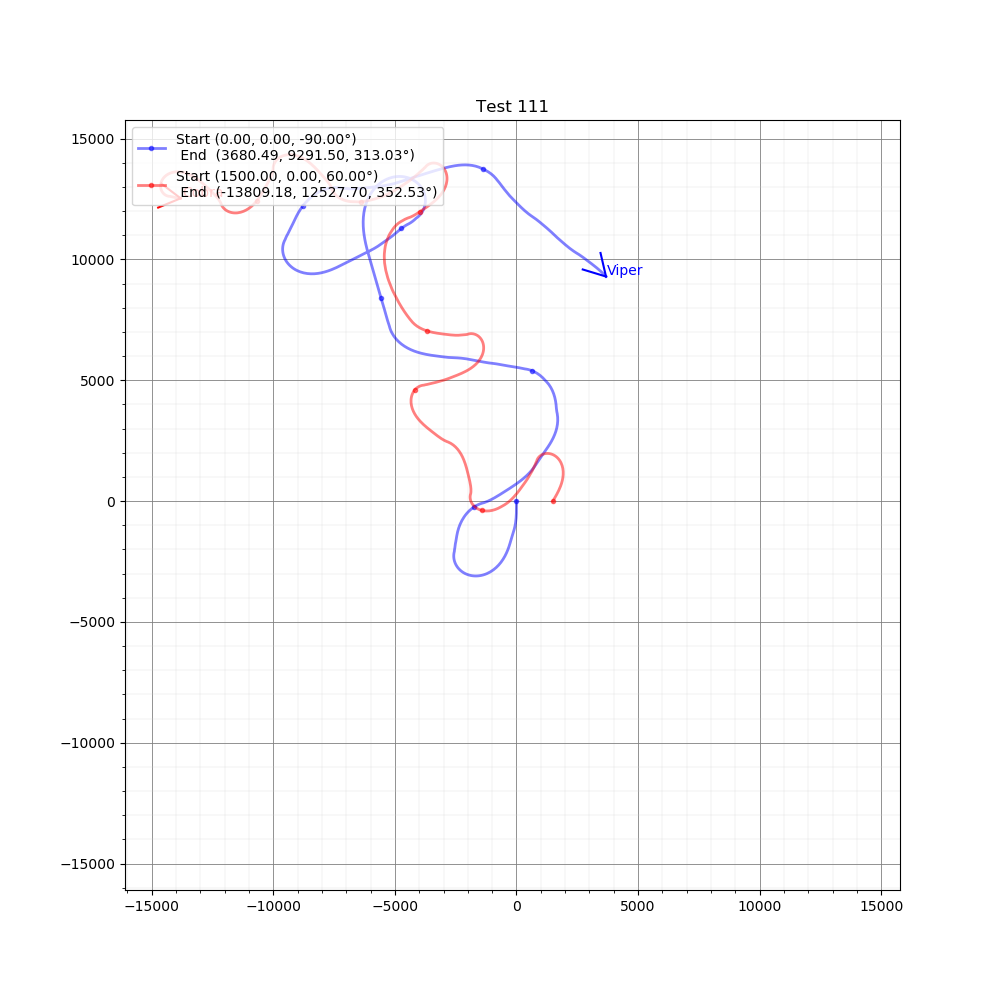 Test 111
Start (0.00, 0.00, -90.00°)
End (3680.49, 9291.50, 313.03°)
Start (1500.00, 0.00, 60.00°)
End (-13809.18, 12527.70, 352.53°)
Viper
15000
10000
5000
0
−5000
−10000
−15000
−15000 −10000 −5000 0 5000 10000 15000